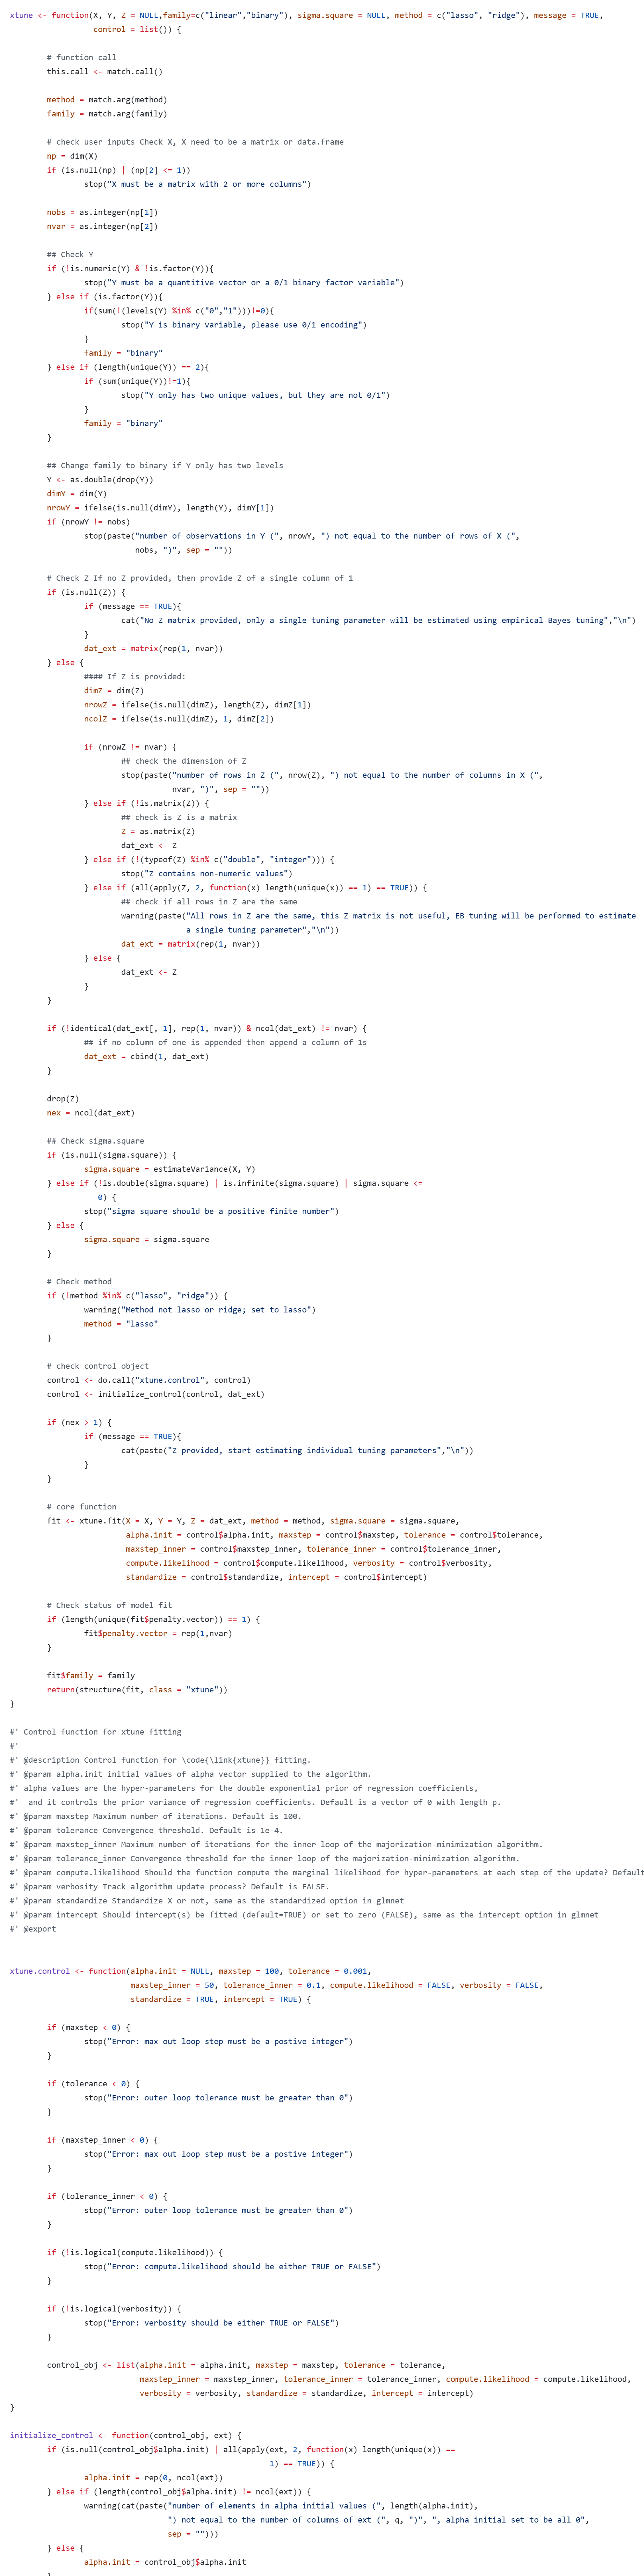 xtune <- function(X, Y, Z = NULL,family=c("linear","binary"), sigma.square = NULL, method = c("lasso", "ridge"), message = TRUE,
control = list()) {
# function call
this.call <- match.call()
method = match.arg(method)
family = match.arg(family)
# check user inputs Check X, X need to be a matrix or data.frame
np = dim(X)
if (is.null(np) | (np[2] <= 1))
stop("X must be a matrix with 2 or more columns")
nobs = as.integer(np[1])
nvar = as.integer(np[2])
## Check Y
if (!is.numeric(Y) & !is.factor(Y)){
stop("Y must be a quantitive vector or a 0/1 binary factor variable")
} else if (is.factor(Y)){
if(sum(!(levels(Y) %in% c("0","1")))!=0){
stop("Y is binary variable, please use 0/1 encoding")
}
family = "binary"
} else if (length(unique(Y)) == 2){
if (sum(unique(Y))!=1){
stop("Y only has two unique values, but they are not 0/1")
}
family = "binary"
}
## Change family to binary if Y only has two levels
Y <- as.double(drop(Y))
dimY = dim(Y)
nrowY = ifelse(is.null(dimY), length(Y), dimY[1])
if (nrowY != nobs)
stop(paste("number of observations in Y (", nrowY, ") not equal to the number of rows of X (",
nobs, ")", sep = ""))
# Check Z If no Z provided, then provide Z of a single column of 1
if (is.null(Z)) {
if (message == TRUE){
cat("No Z matrix provided, only a single tuning parameter will be estimated using empirical Bayes tuning","\n")
}
dat_ext = matrix(rep(1, nvar))
} else {
#### If Z is provided:
dimZ = dim(Z)
nrowZ = ifelse(is.null(dimZ), length(Z), dimZ[1])
ncolZ = ifelse(is.null(dimZ), 1, dimZ[2])
if (nrowZ != nvar) {
## check the dimension of Z
stop(paste("number of rows in Z (", nrow(Z), ") not equal to the number of columns in X (",
nvar, ")", sep = ""))
} else if (!is.matrix(Z)) {
## check is Z is a matrix
Z = as.matrix(Z)
dat_ext <- Z
} else if (!(typeof(Z) %in% c("double", "integer"))) {
stop("Z contains non-numeric values")
} else if (all(apply(Z, 2, function(x) length(unique(x)) == 1) == TRUE)) {
## check if all rows in Z are the same
warning(paste("All rows in Z are the same, this Z matrix is not useful, EB tuning will be performed to estimate
a single tuning parameter","\n"))
dat_ext = matrix(rep(1, nvar))
} else {
dat_ext <- Z
}
}
if (!identical(dat_ext[, 1], rep(1, nvar)) & ncol(dat_ext) != nvar) {
## if no column of one is appended then append a column of 1s
dat_ext = cbind(1, dat_ext)
}
drop(Z)
nex = ncol(dat_ext)
## Check sigma.square
if (is.null(sigma.square)) {
sigma.square = estimateVariance(X, Y)
} else if (!is.double(sigma.square) | is.infinite(sigma.square) | sigma.square <=
0) {
stop("sigma square should be a positive finite number")
} else {
sigma.square = sigma.square
}
# Check method
if (!method %in% c("lasso", "ridge")) {
warning("Method not lasso or ridge; set to lasso")
method = "lasso"
}
# check control object
control <- do.call("xtune.control", control)
control <- initialize_control(control, dat_ext)
if (nex > 1) {
if (message == TRUE){
cat(paste("Z provided, start estimating individual tuning parameters","\n"))
}
}
# core function
fit <- xtune.fit(X = X, Y = Y, Z = dat_ext, method = method, sigma.square = sigma.square,
alpha.init = control$alpha.init, maxstep = control$maxstep, tolerance = control$tolerance,
maxstep_inner = control$maxstep_inner, tolerance_inner = control$tolerance_inner,
compute.likelihood = control$compute.likelihood, verbosity = control$verbosity,
standardize = control$standardize, intercept = control$intercept)
# Check status of model fit
if (length(unique(fit$penalty.vector)) == 1) {
fit$penalty.vector = rep(1,nvar)
}
fit$family = family
return(structure(fit, class = "xtune"))
}
#' Control function for xtune fitting
#'
#' @description Control function for \code{\link{xtune}} fitting.
#' @param alpha.init initial values of alpha vector supplied to the algorithm.
#' alpha values are the hyper-parameters for the double exponential prior of regression coefficients,
#'  and it controls the prior variance of regression coefficients. Default is a vector of 0 with length p.
#' @param maxstep Maximum number of iterations. Default is 100.
#' @param tolerance Convergence threshold. Default is 1e-4.
#' @param maxstep_inner Maximum number of iterations for the inner loop of the majorization-minimization algorithm.
#' @param tolerance_inner Convergence threshold for the inner loop of the majorization-minimization algorithm.
#' @param compute.likelihood Should the function compute the marginal likelihood for hyper-parameters at each step of the update? Default
#' @param verbosity Track algorithm update process? Default is FALSE.
#' @param standardize Standardize X or not, same as the standardized option in glmnet
#' @param intercept Should intercept(s) be fitted (default=TRUE) or set to zero (FALSE), same as the intercept option in glmnet
#' @export
xtune.control <- function(alpha.init = NULL, maxstep = 100, tolerance = 0.001,
maxstep_inner = 50, tolerance_inner = 0.1, compute.likelihood = FALSE, verbosity = FALSE,
standardize = TRUE, intercept = TRUE) {
if (maxstep < 0) {
stop("Error: max out loop step must be a postive integer")
}
if (tolerance < 0) {
stop("Error: outer loop tolerance must be greater than 0")
}
if (maxstep_inner < 0) {
stop("Error: max out loop step must be a postive integer")
}
if (tolerance_inner < 0) {
stop("Error: outer loop tolerance must be greater than 0")
}
if (!is.logical(compute.likelihood)) {
stop("Error: compute.likelihood should be either TRUE or FALSE")
}
if (!is.logical(verbosity)) {
stop("Error: verbosity should be either TRUE or FALSE")
}
control_obj <- list(alpha.init = alpha.init, maxstep = maxstep, tolerance = tolerance,
maxstep_inner = maxstep_inner, tolerance_inner = tolerance_inner, compute.likelihood = compute.likelihood,
verbosity = verbosity, standardize = standardize, intercept = intercept)
}
initialize_control <- function(control_obj, ext) {
if (is.null(control_obj$alpha.init) | all(apply(ext, 2, function(x) length(unique(x)) ==
1) == TRUE)) {
alpha.init = rep(0, ncol(ext))
} else if (length(control_obj$alpha.init) != ncol(ext)) {
warning(cat(paste("number of elements in alpha initial values (", length(alpha.init),
") not equal to the number of columns of ext (", q, ")", ", alpha initial set to be all 0",
sep = "")))
} else {
alpha.init = control_obj$alpha.init